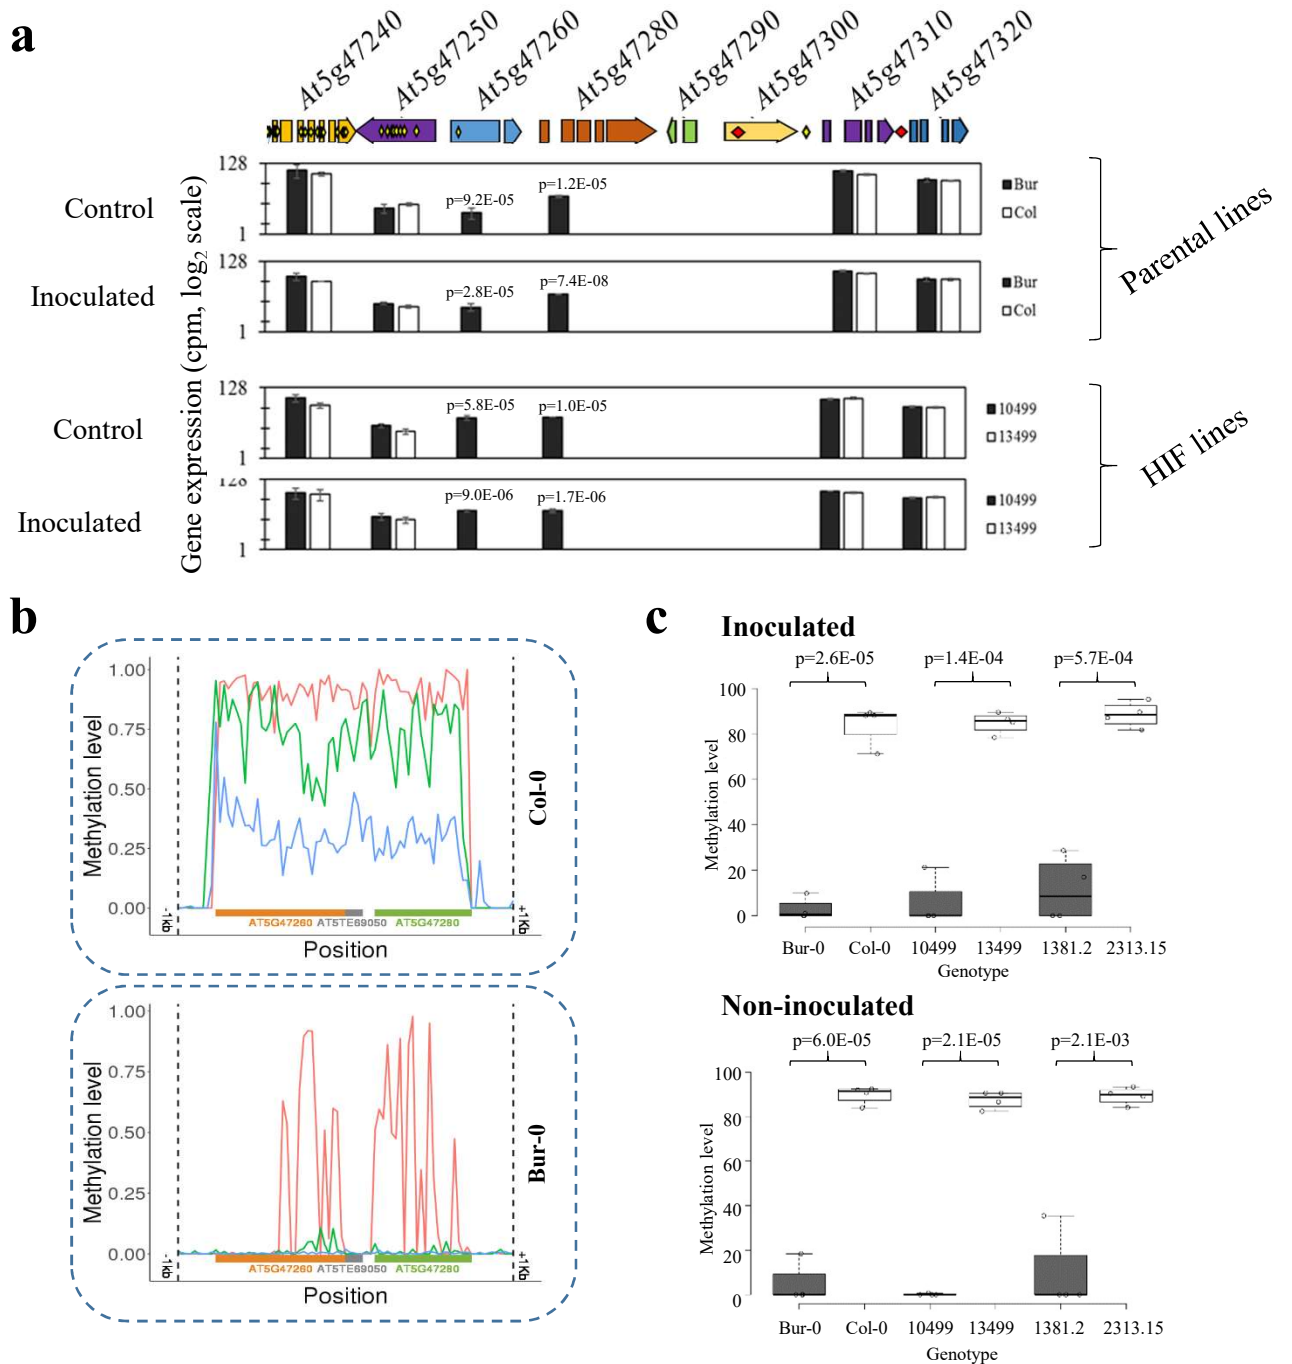 a
At5g47240
At5g47250
At5g47260
At5g47280
At5g47290
At5g47300
At5g47310
At5g47320
Gene expression (cpm, log2 scale)
Control
128
1
p=9.2E-05
p=1.2E-05
Bur
Col
Inoculated
128
1
p=2.8E-05
p=7.4E-08
Bur
Col
Parental lines
Control
128
1
p=5.8E-05
p=1.0E-05
10499
13499
Inoculated
128
1
p=9.0E-06
p=1.7E-06
10499
13499
HIF lines
b
1.00
0.75
0.50
0.25
0.00
Methylation level
-1kb
+1Kb
AT5G47260 AT5TE69050 AT5G47280
Position
Col-0
1.00
0.75
0.50
0.25
0.00
Methylation level
-1kb
+1Kb
AT5G47260 AT5TE69050 AT5G47280
Position
Bur-0
c
Inoculated
p=2.6E-05
p=1.4E-04
p=5.7E-04
100
80
60
40
20
0
Methylation level
Bur-0 Col-0 10499 13499 1381.2 2313.15
Genotype
Non-inoculated
p=6.0E-05
p=2.1E-05
p=2.1E-03
100
80
60
40
20
0
Methylation level
Bur-0 Col-0 10499 13499 1381.2 2313.15
Genotype